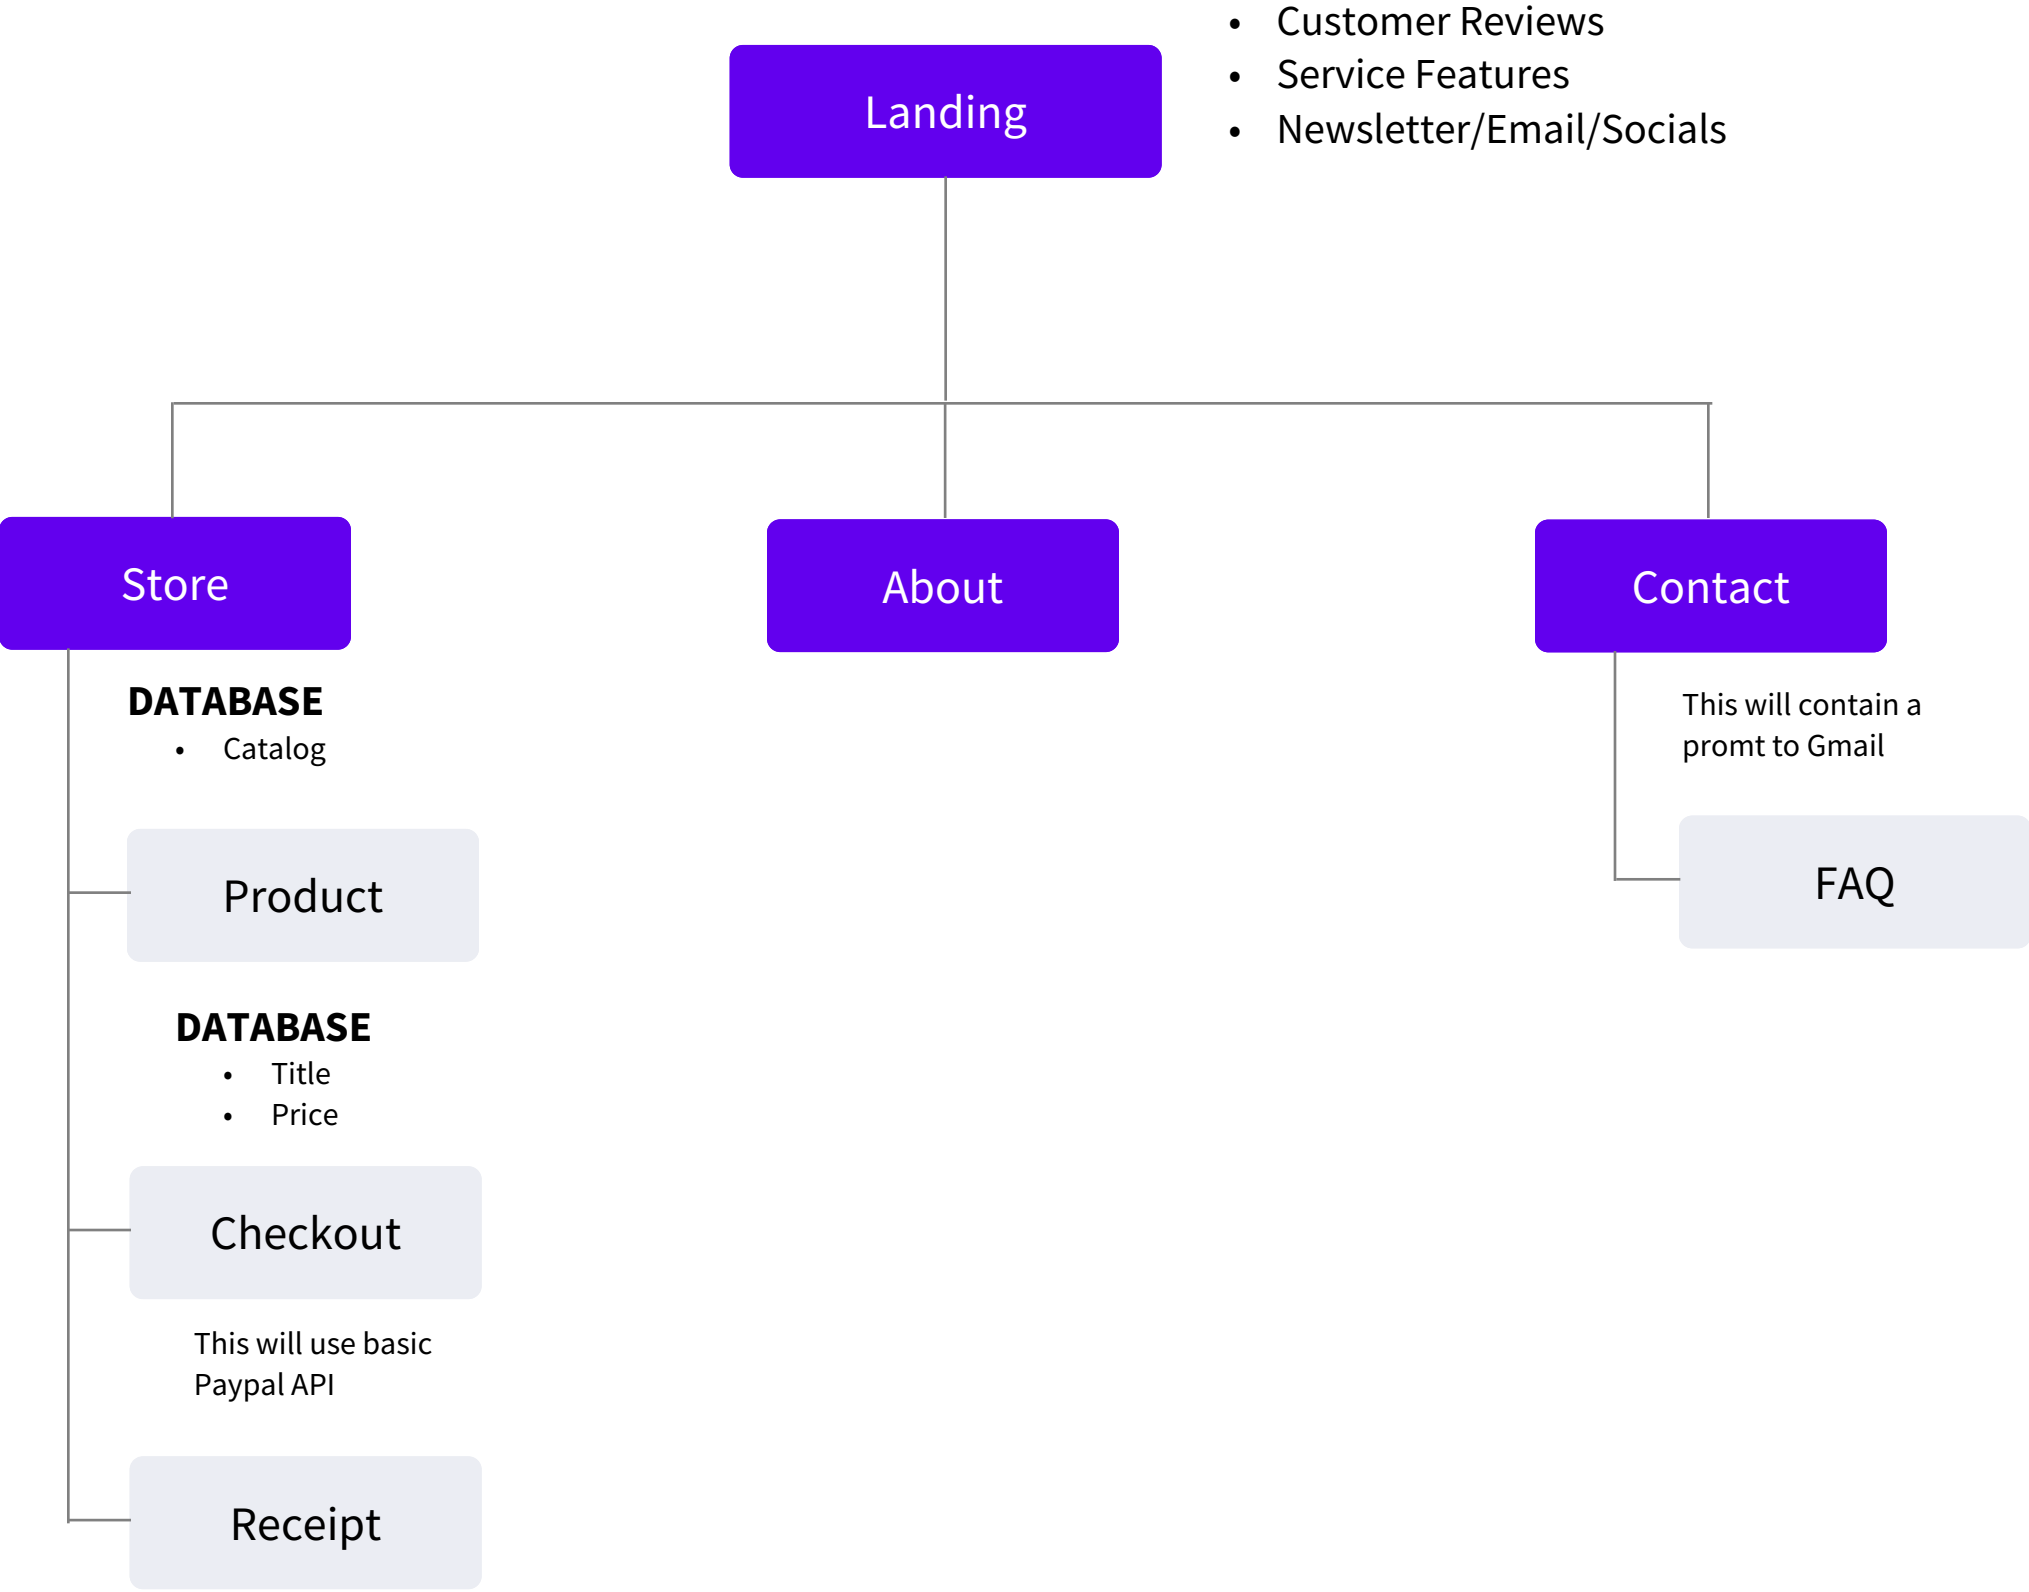 • Customer Reviews
• Service Features
• Newsletter/Email/Socials
Landing
Store
About
Contact
DATABASE
• Catalog
This will contain a
promt to Gmail
Product
FAQ
DATABASE
• Title
• Price
Checkout
This will use basic
Paypal API
Receipt